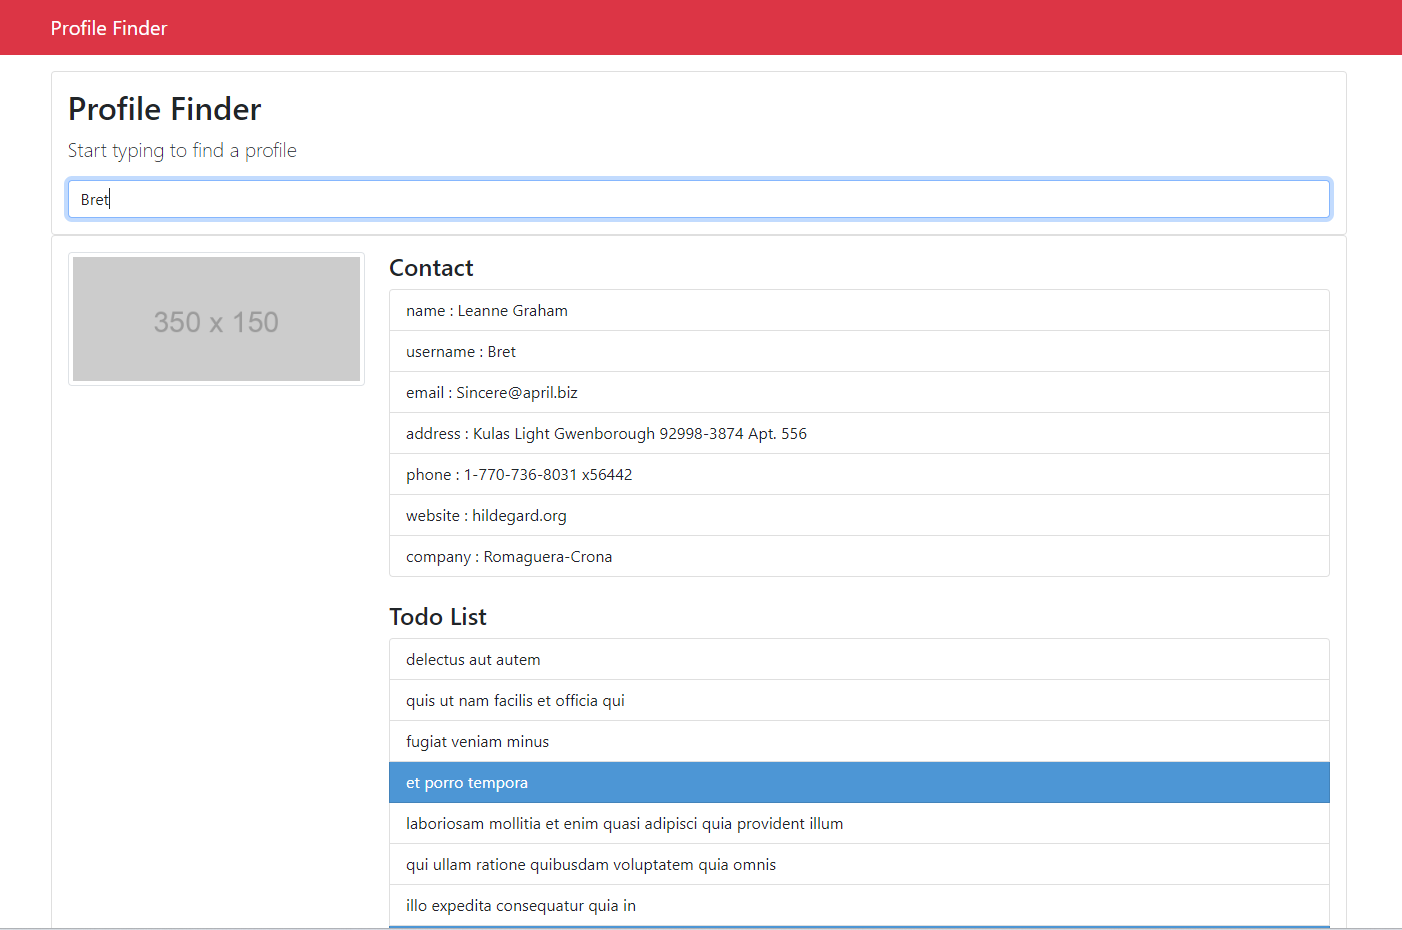 Profile Finder
Profile Finder
Start typing to find a profile
Bret
350 x 150
Contact
name : Leanne Graham
username : Bret
email : Sincere@april.biz
address : Kulas Light Gwenborough 92998-3874 Apt. 556
phone : 1-770-736-8031 x56442
website : hildegard.org
company : Romaguera-Crona
Todo List
delectus aut autem
quis ut nam facilis et officia qui
fugiat veniam minus
et porro tempora
laboriosam mollitia et enim quasi adipisci quia provident illum
qui ullam ratione quibusdam voluptatem quia omnis
illo expedita consequatur quia in